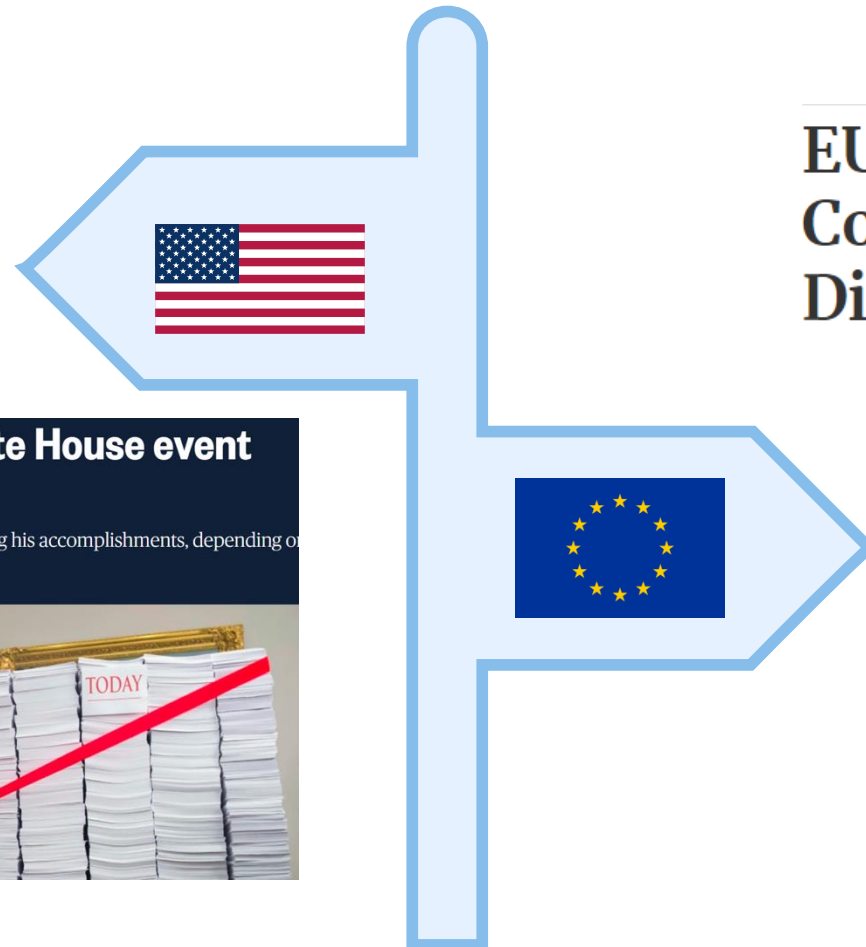 EU
Co
Di
te House event
g his accomplishments, depending o
TODAY